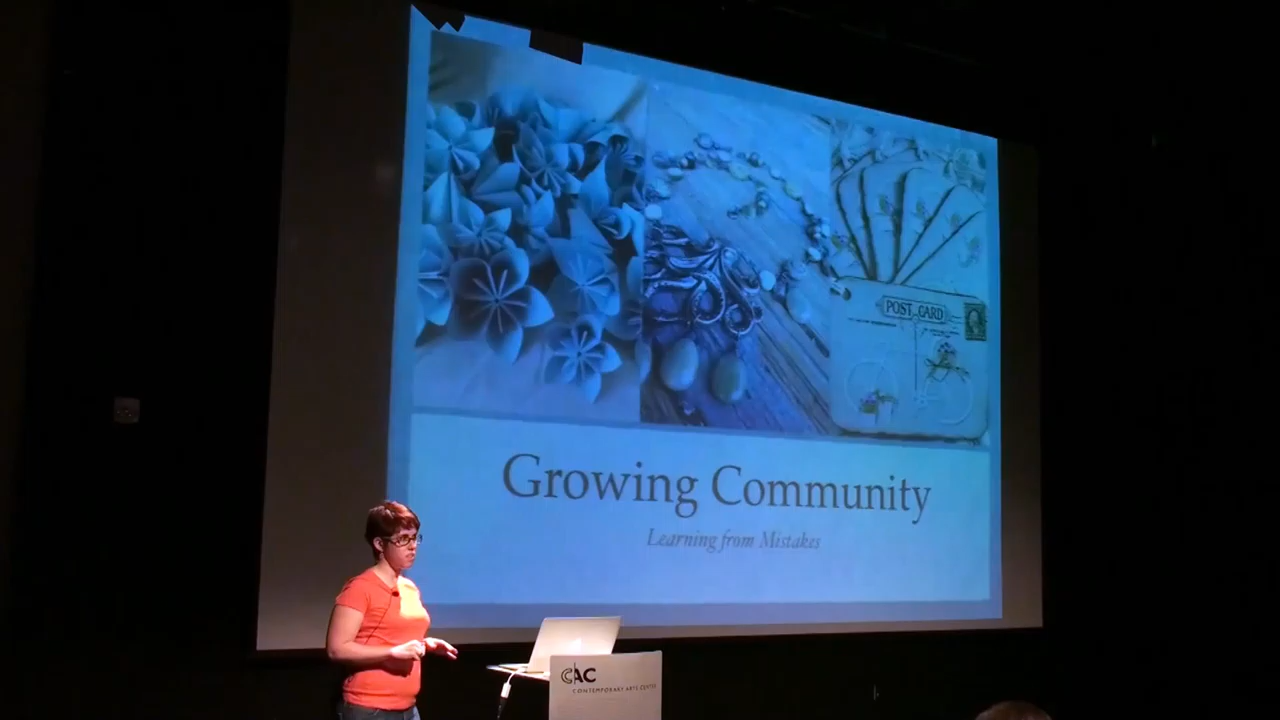 POST CARD
Growing Community
Learning from Mistakes
CAC
CONTEMPORARY ARTS CENTER